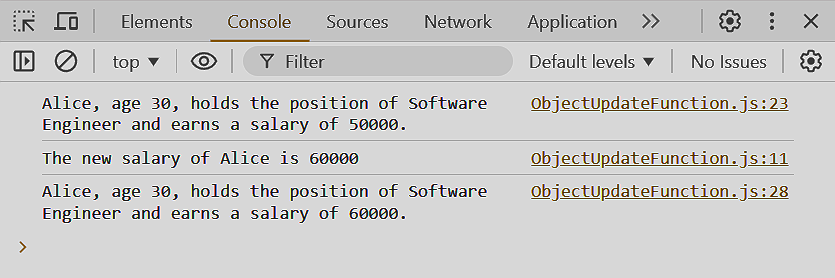 Elements Console Sources Network Application
top Filter Default levels No Issues
Alice, age 30, holds the position of Software ObjectUpdateFunction.js:23
Engineer and earns a salary of 50000.
The new salary of Alice is 60000 ObjectUpdateFunction.js:11
Alice, age 30, holds the position of Software ObjectUpdateFunction.js:28
Engineer and earns a salary of 60000.